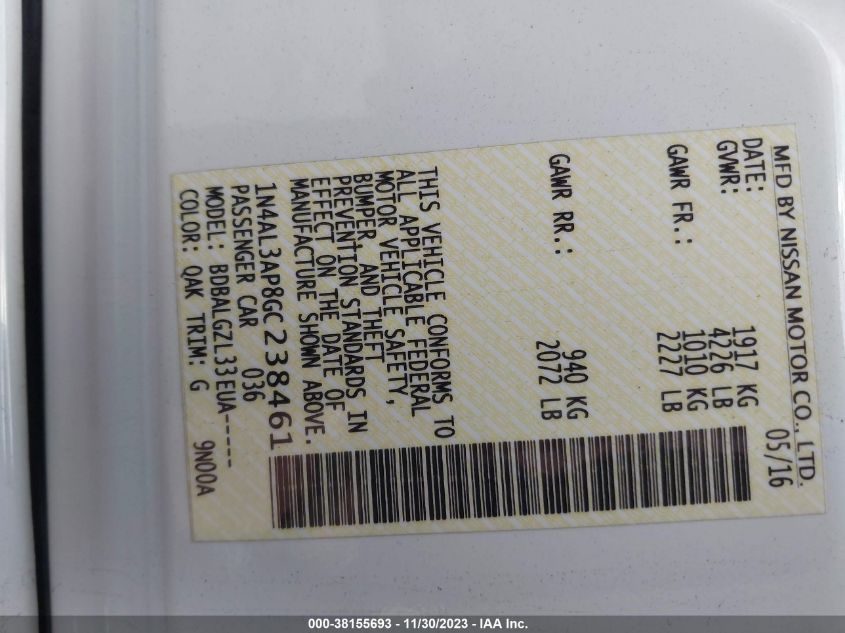 MFD BY NISSAN MOTOR CO., LTD.
DATE: 05/16
GVWR: 1917 KG
4226 LB
GAWR FR.: 1010 KG
2227 LB
GAWR RR.: 940 KG
2072 LB
THIS VEHICLE CONFORMS TO
ALL APPLICABLE FEDERAL
MOTOR VEHICLE SAFETY,
BUMPER, AND THEFT
PREVENTION STANDARDS IN
EFFECT ON THE DATE OF
MANUFACTURE SHOWN ABOVE.
1N4AL3AP8GC238461
PASSENGER CAR 036
MODEL: BDBALGZL33EUA-----
COLOR: QAK TRIM: G 9N00A
000-38155693 - 11/30/2023 - IAA Inc.